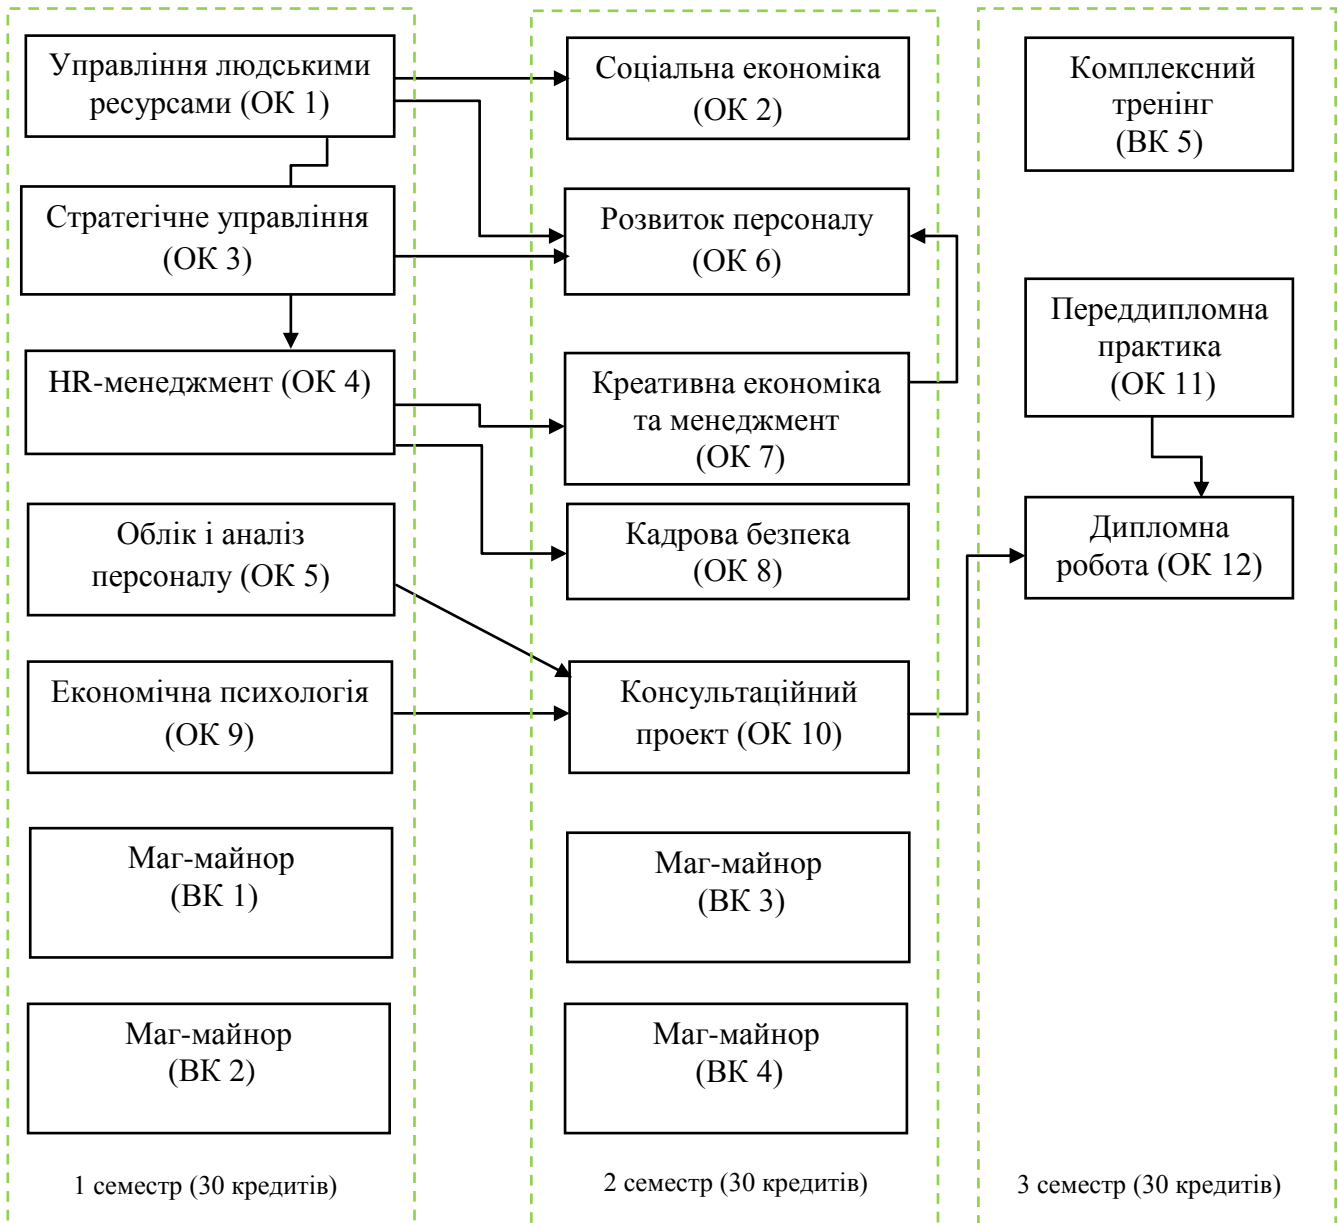 Управління людськими
ресурсами (ОК 1)
Стратегічне управління
(ОК 3)
HR-менеджмент (ОК 4)
Облік і аналіз
персоналу (ОК 5)
Економічна психологія
(ОК 9)
Маг-майнор
(ВК 1)
Маг-майнор
(ВК 2)
1 семестр (30 кредитів)
Соціальна економіка
(ОК 2)
Розвиток персоналу
(ОК 6)
Креативна економіка
та менеджмент
(ОК 7)
Кадрова безпека
(ОК 8)
Консультаційний
проект (ОК 10)
Маг-майнор
(ВК 3)
Маг-майнор
(ВК 4)
2 семестр (30 кредитів)
Комплексний
тренінг
(ВК 5)
Переддипломна
практика
(ОК 11)
Дипломна
робота (ОК 12)
3 семестр (30 кредитів)